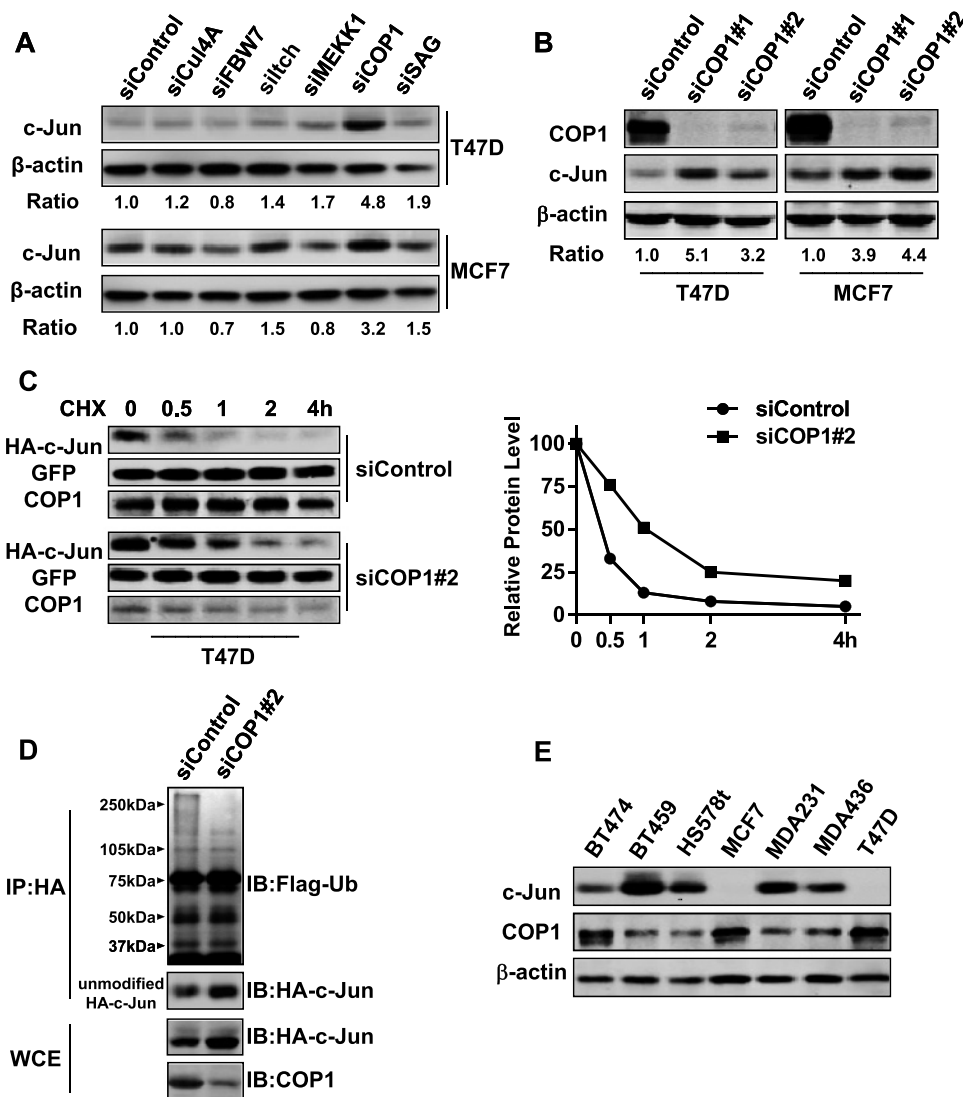 A
siControl siCul4A siFBW7 siItch siMEKK1 siCOP1 siSAG
c-Jun
β-actin
T47D
Ratio 1.0 1.2 0.8 1.4 1.7 4.8 1.9
c-Jun
β-actin
MCF7
Ratio 1.0 1.0 0.7 1.5 0.8 3.2 1.5
B
siControl siCOP1#1 siCOP1#2 siControl siCOP1#1 siCOP1#2
COP1
c-Jun
β-actin
Ratio 1.0 5.1 3.2 1.0 3.9 4.4
T47D MCF7
C
CHX 0 0.5 1 2 4h
HA-c-Jun
GFP
COP1
siControl
HA-c-Jun
GFP
COP1
siCOP1#2
T47D
siControl
siCOP1#2
Relative Protein Level
100
75
50
25
0
0 0.5 1 2 4h
D
siControl siCOP1#2
250kDa
105kDa
75kDa
50kDa
37kDa
IP:HA
IB:Flag-Ub
unmodified
HA-c-Jun
IB:HA-c-Jun
WCE
IB:HA-c-Jun
IB:COP1
E
BT474 BT459 HS578t MCF7 MDA231 MDA436 T47D
c-Jun
COP1
β-actin